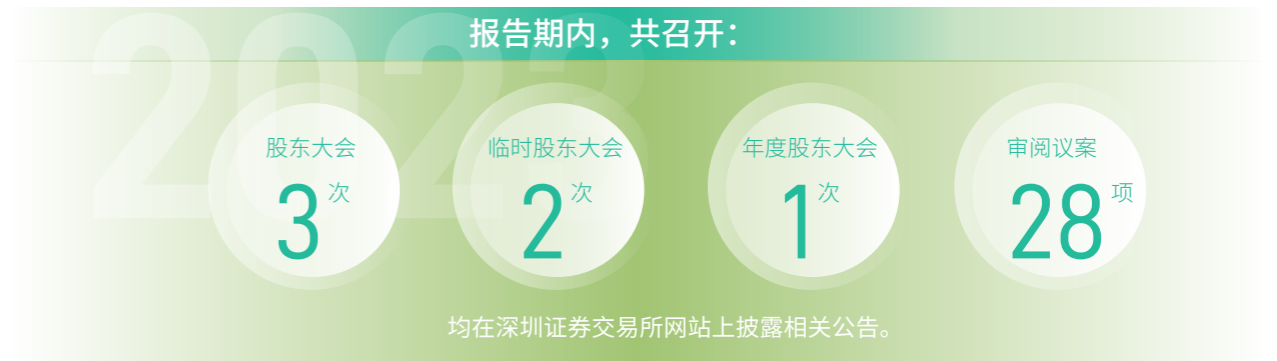 2023
报告期内，共召开：
股东大会
3次
临时股东大会
2次
年度股东大会
1次
审阅议案
28项
均在深圳证券交易所网站上披露相关公告。